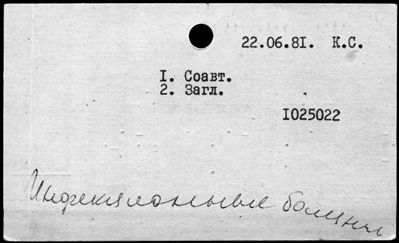 22.06.81. К.С.
I. Соавт.
2. Загл.
I025022
Инфекционные болезни